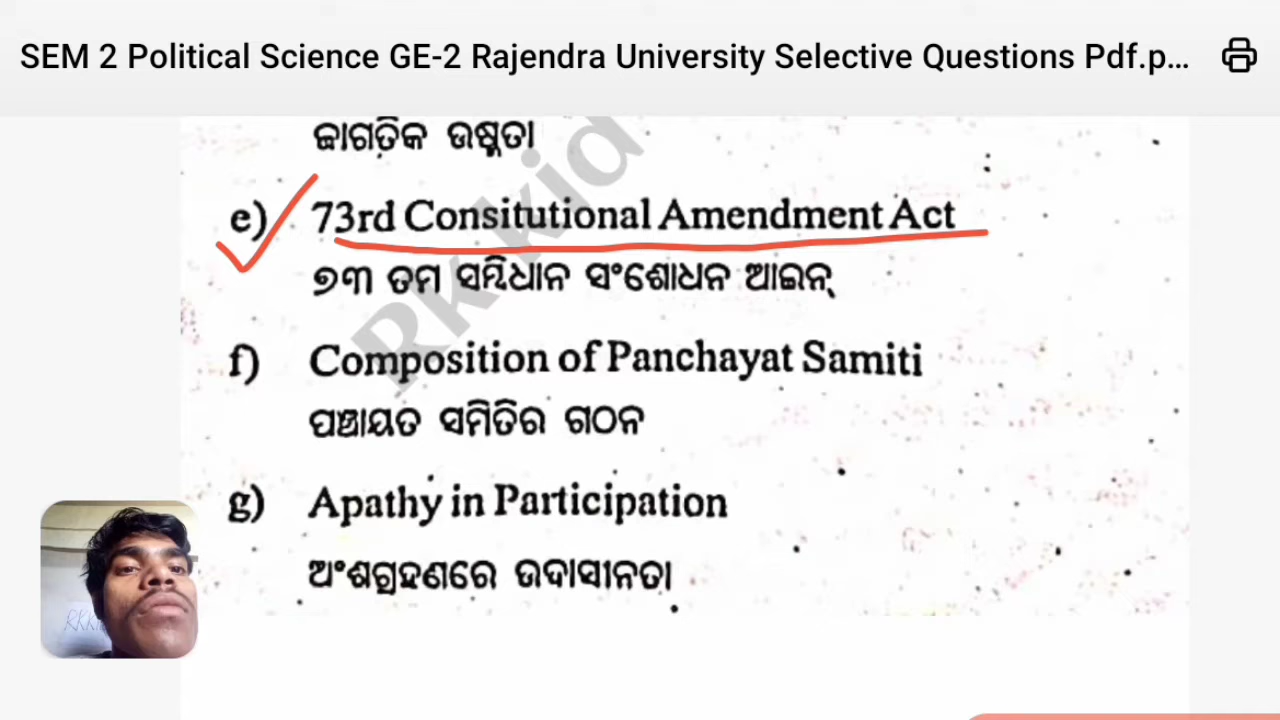 SEM 2 Political Science GE-2 Rajendra University Selective Questions Pdf.p...
ଜାଗତିକ ଉଷ୍ଣତା
e) 73rd Consitutional Amendment Act
୭୩ ତମ ସମ୍ବିଧାନ ସଂଶୋଧନ ଆଇନ୍
f) Composition of Panchayat Samiti
ପଞ୍ଚାୟତ ସମିତିର ଗଠନ
g) Apathy in Participation
ଅଂଶଗ୍ରହଣରେ ଉଦାସୀନତା
Rkkid